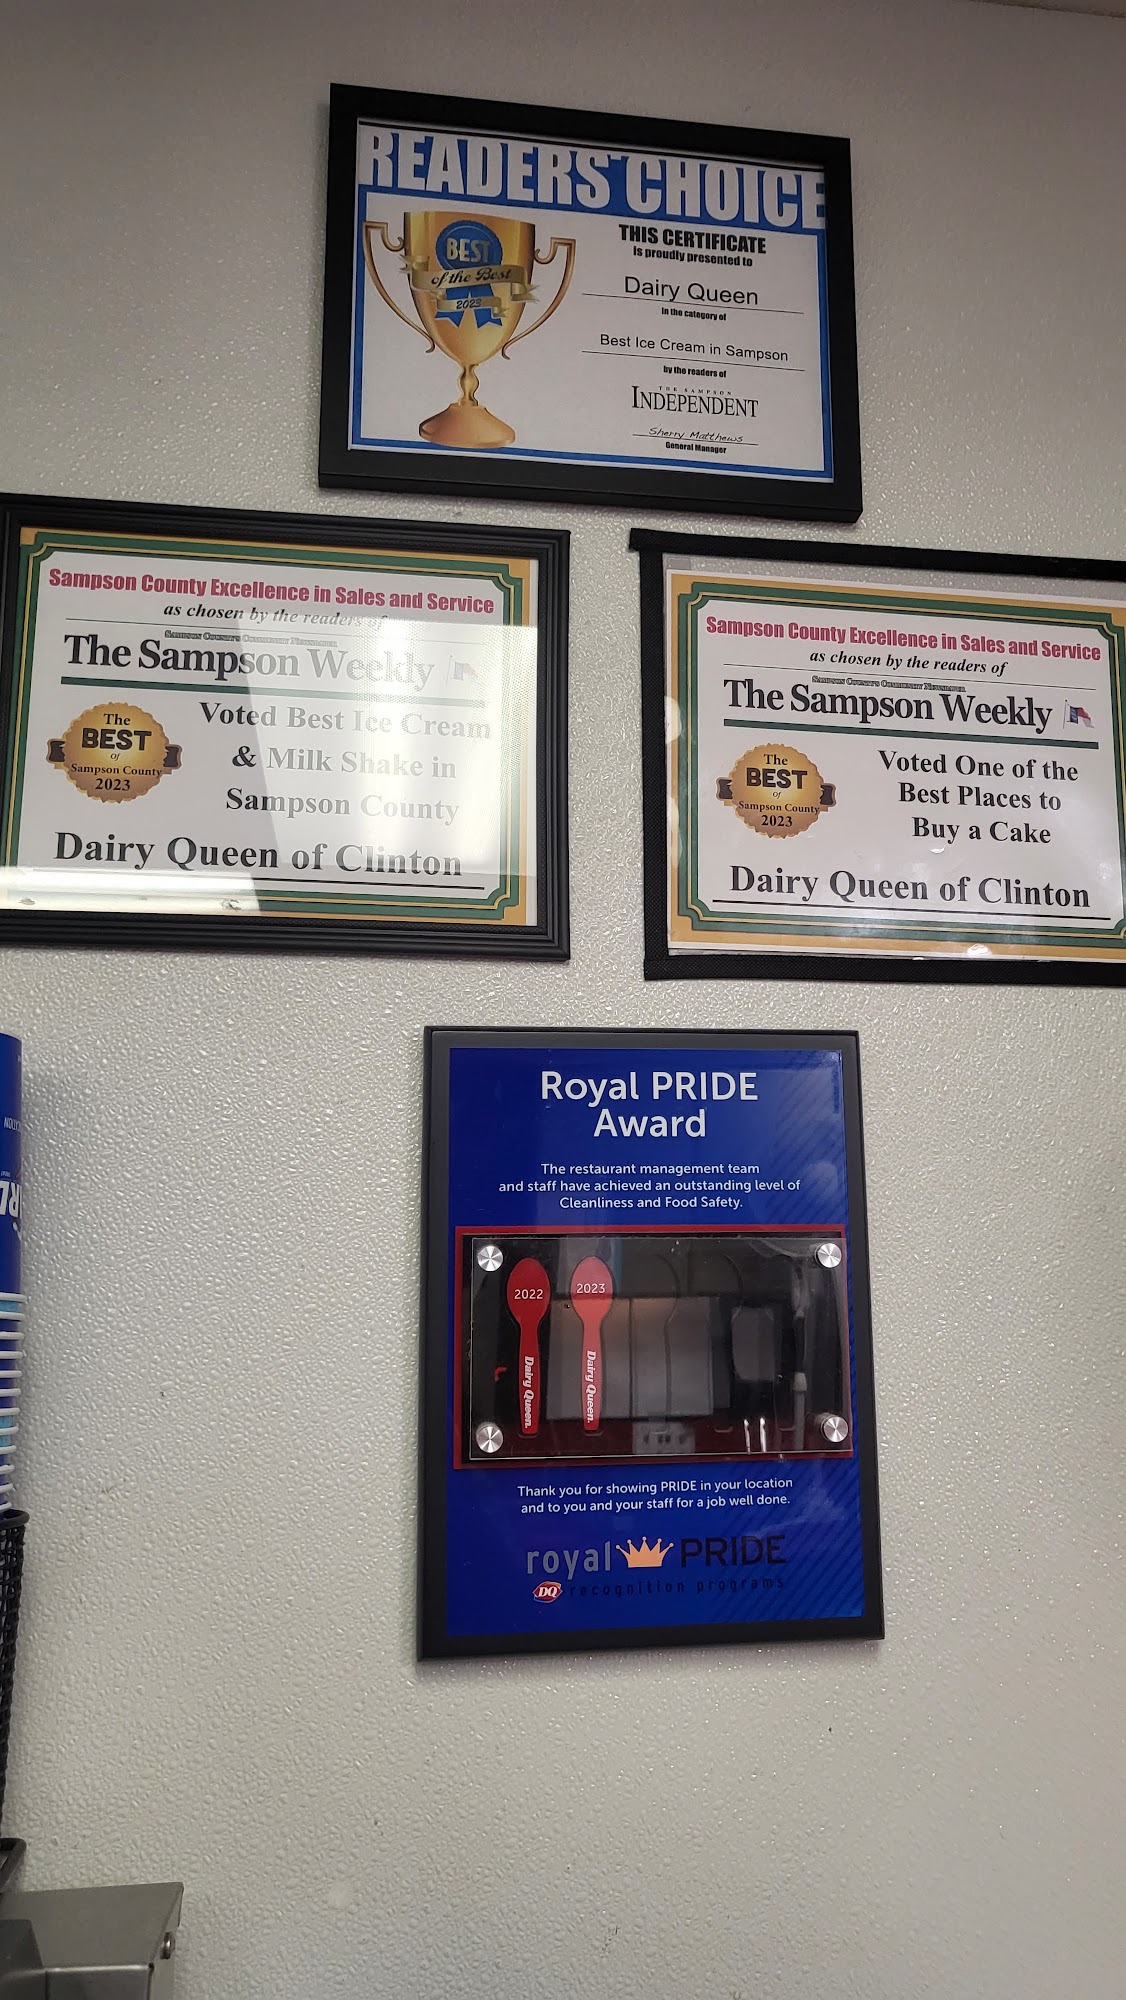 READERS' CHOICE
BEST
of the Best
2023
THIS CERTIFICATE
is proudly presented to
Dairy Queen
in the category of
Best Ice Cream in Sampson
by the readers of
THE SAMPSON
INDEPENDENT
Sherry Matthews
General Manager
Sampson County Excellence in Sales and Service
as chosen by the readers of
SAMPSON COUNTY'S COMMUNITY NEWSPAPER
The Sampson Weekly
The
BEST
of
Sampson County
2023
Voted Best Ice Cream
& Milk Shake in
Sampson County
Dairy Queen of Clinton
Sampson County Excellence in Sales and Service
as chosen by the readers of
SAMPSON COUNTY'S COMMUNITY NEWSPAPER
The Sampson Weekly
The
BEST
of
Sampson County
2023
Voted One of the
Best Places to
Buy a Cake
Dairy Queen of Clinton
Royal PRIDE
Award
The restaurant management team
and staff have achieved an outstanding level of
Cleanliness and Food Safety.
2022
Dairy Queen.
2023
Dairy Queen.
Thank you for showing PRIDE in your location
and to you and your staff for a job well done.
royal PRIDE
DQ recognition programs